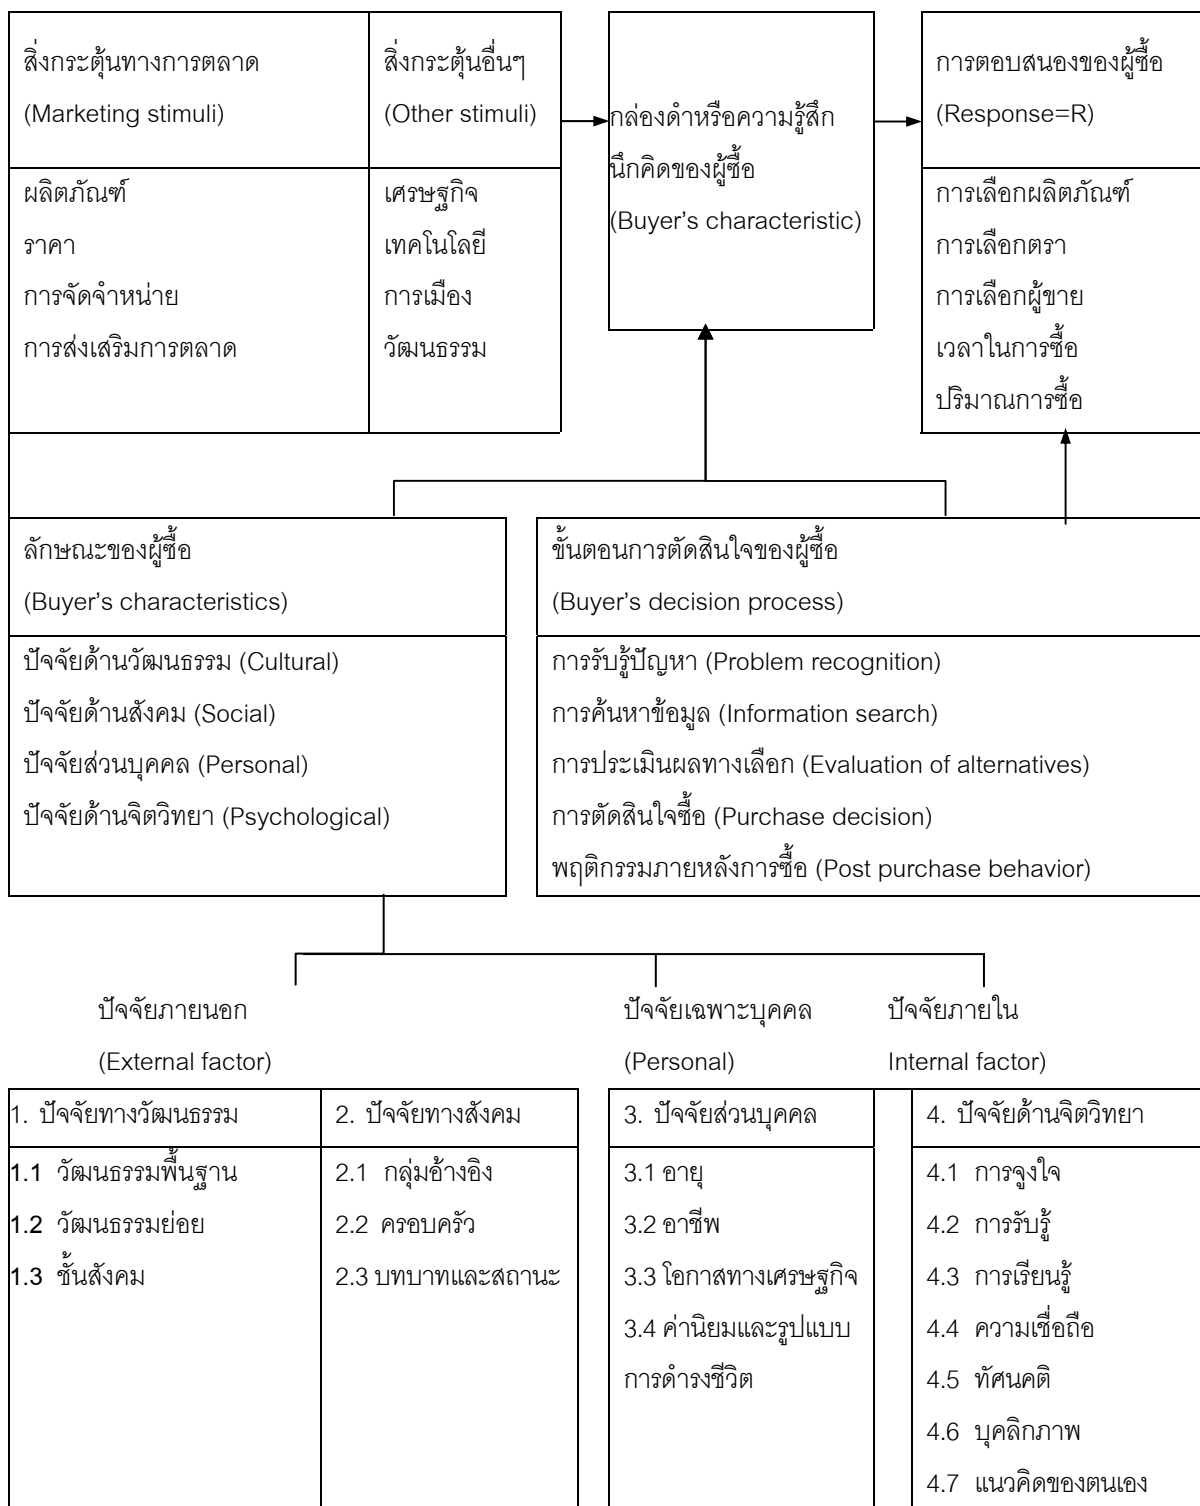 สิ่งกระตุ้นทางการตลาด
(Marketing stimuli)
สิ่งกระตุ้นอื่นๆ
(Other stimuli)
ผลิตภัณฑ์
ราคา
การจัดจำหน่าย
การส่งเสริมการตลาด
เศรษฐกิจ
เทคโนโลยี
การเมือง
วัฒนธรรม
กล่องดำหรือความรู้สึก
นึกคิดของผู้ซื้อ
(Buyer's characteristic)
การตอบสนองของผู้ซื้อ
(Response=R)
การเลือกผลิตภัณฑ์
การเลือกตรา
การเลือกผู้ขาย
เวลาในการซื้อ
ปริมาณการซื้อ
ลักษณะของผู้ซื้อ
(Buyer's characteristics)
ปัจจัยด้านวัฒนธรรม (Cultural)
ปัจจัยด้านสังคม (Social)
ปัจจัยส่วนบุคคล (Personal)
ปัจจัยด้านจิตวิทยา (Psychological)
ขั้นตอนการตัดสินใจของผู้ซื้อ
(Buyer's decision process)
การรับรู้ปัญหา (Problem recognition)
การค้นหาข้อมูล (Information search)
การประเมินผลทางเลือก (Evaluation of alternatives)
การตัดสินใจซื้อ (Purchase decision)
พฤติกรรมภายหลังการซื้อ (Post purchase behavior)
ปัจจัยภายนอก
(External factor)
ปัจจัยเฉพาะบุคคล
(Personal)
ปัจจัยภายใน
Internal factor)
1. ปัจจัยทางวัฒนธรรม
1.1 วัฒนธรรมพื้นฐาน
1.2 วัฒนธรรมย่อย
1.3 ชั้นสังคม
2. ปัจจัยทางสังคม
2.1 กลุ่มอ้างอิง
2.2 ครอบครัว
2.3 บทบาทและสถานะ
3. ปัจจัยส่วนบุคคล
3.1 อายุ
3.2 อาชีพ
3.3 โอกาสทางเศรษฐกิจ
3.4 ค่านิยมและรูปแบบ
การดำรงชีวิต
4. ปัจจัยด้านจิตวิทยา
4.1 การจูงใจ
4.2 การรับรู้
4.3 การเรียนรู้
4.4 ความเชื่อถือ
4.5 ทัศนคติ
4.6 บุคลิกภาพ
4.7 แนวคิดของตนเอง